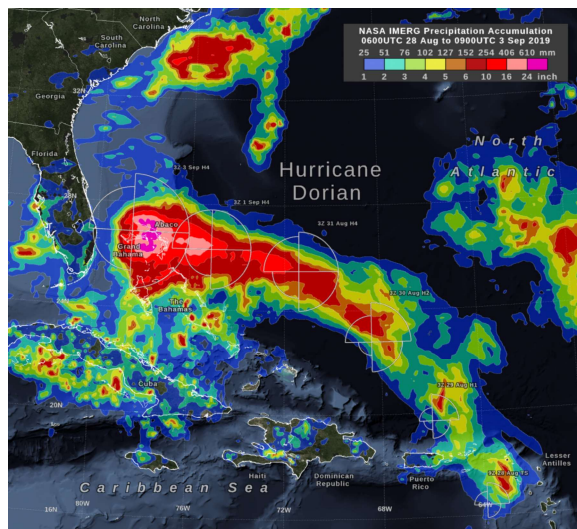 North
Carolina
South
Carolina
NASA IMERG Precipitation Accumulation
0600UTC 28 Aug to 0900UTC 3 Sep 2019
25 51 76 102 127 152 254 406 610 mm
1 2 3 4 5 6 10 16 24 inch
32N
Georgia
North
Atlantic
Florida
Hurricane
Dorian
3Z 3 Sep H4
28N
3Z 1 Sep H4
3Z 31 Aug H4
Abaco
Grand
Bahama
3Z 30 Aug H2
24N
The
Bahamas
Cuba
3Z 29 Aug H1
20N
Lesser
Antilles
Haiti
Dominican
Republic
Puerto
Rico
Caribbean Sea
16N
80W
76W
72W
68W
64W